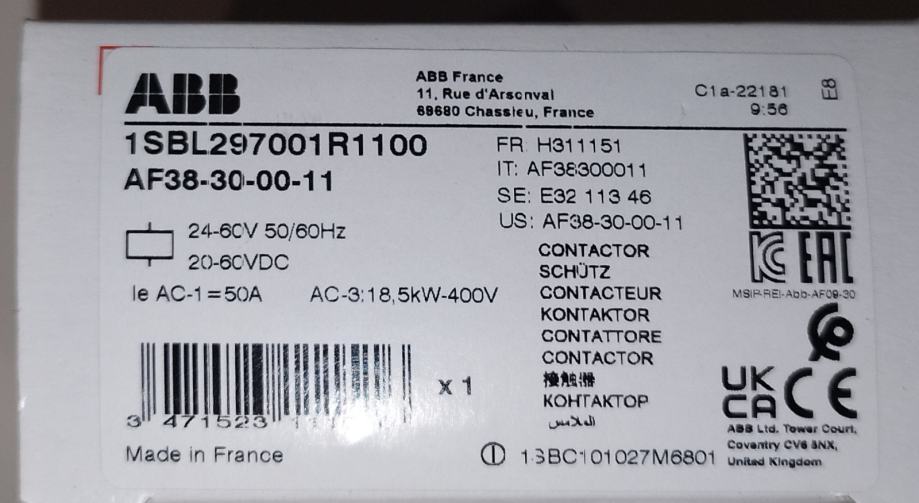 ABB
ABB France
11, Rue d'Arsonval
69680 Chassieu, France
C1a-22181
9:56
E8
1SBL297001R1100
AF38-30-00-11
FR: H311151
IT: AF38300011
SE: E32 113 46
US: AF38-30-00-11
24-60V 50/60Hz
20-60VDC
Ie AC-1=50A AC-3:18,5kW-400V
CONTACTOR
SCHÜTZ
CONTACTEUR
KONTAKTOR
CONTATTORE
CONTACTOR
接触器
КОНТАКТОР
الملامس
EAC
MSIP-REI-Abb-AF09-30
UK
CA
CE
ABB Ltd. Tower Court,
Coventry CV6 5NX,
United Kingdom
x 1
3 471523
Made in France
1SBC101027M6801